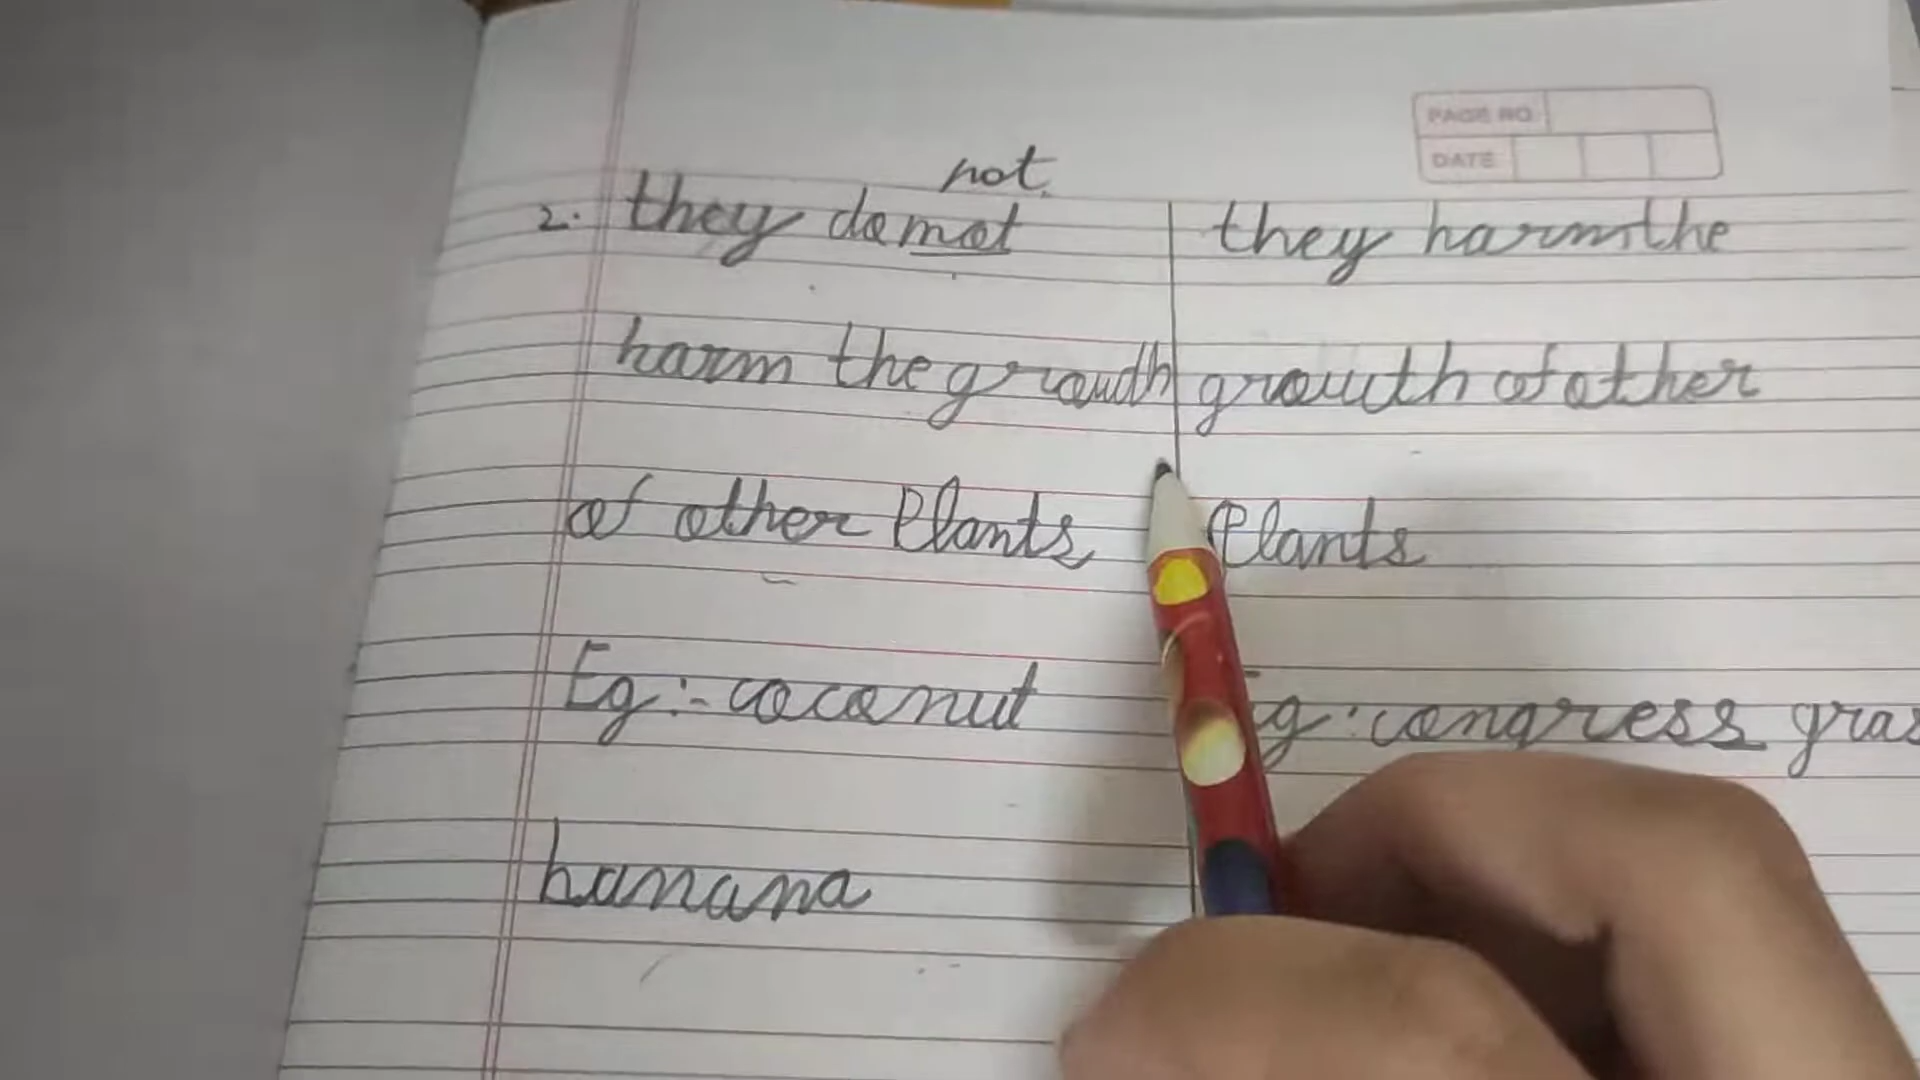 PAGE NO
DATE
not
2. they do not they harm the
harm the growth growth of other
of other Plants Plants
Eg :- coconut Eg : congress gras
banana